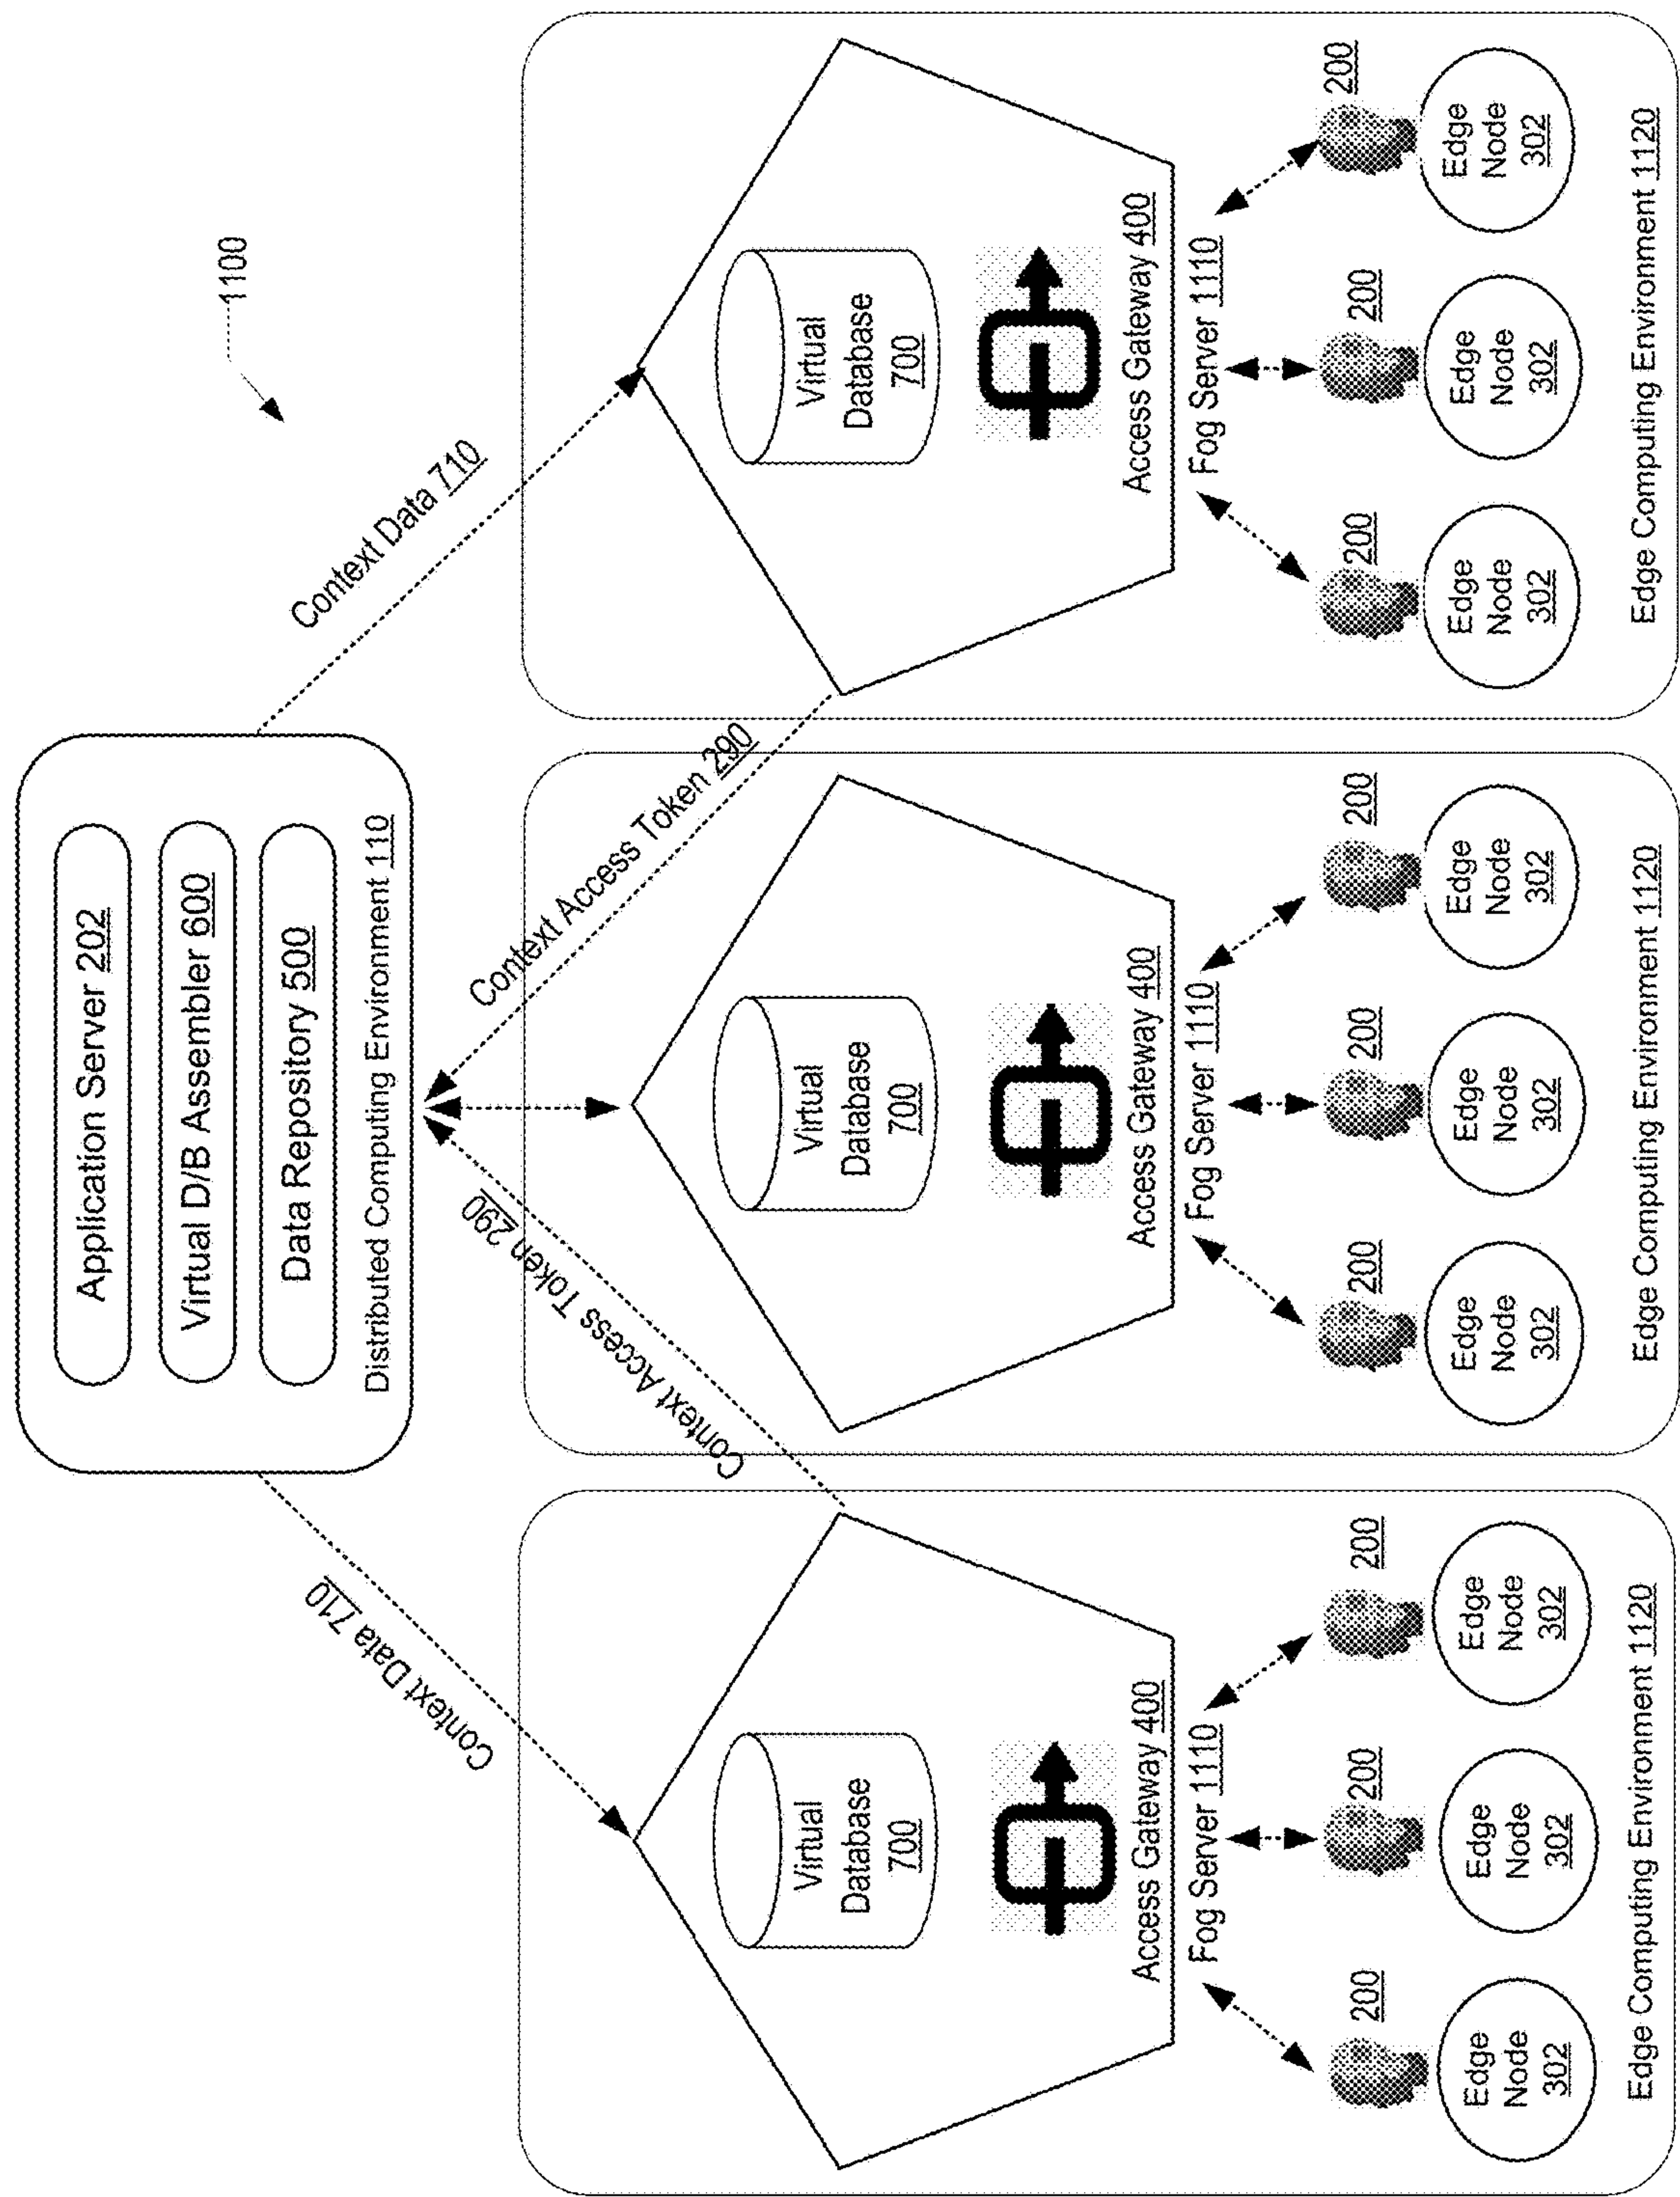 1100
Application Server 202
Virtual D/B Assembler 600
Data Repository 500
Distributed Computing Environment 110
Context Data 710
Context Access Token 290
Context Access Token 290
Context Data 710
Virtual
Database
700
Access Gateway 400
Fog Server 1110
200
200
200
Edge
Node
302
Edge
Node
302
Edge
Node
302
Edge Computing Environment 1120
Virtual
Database
700
Access Gateway 400
Fog Server 1110
200
200
200
Edge
Node
302
Edge
Node
302
Edge
Node
302
Edge Computing Environment 1120
Virtual
Database
700
Access Gateway 400
Fog Server 1110
200
200
200
Edge
Node
302
Edge
Node
302
Edge
Node
302
Edge Computing Environment 1120